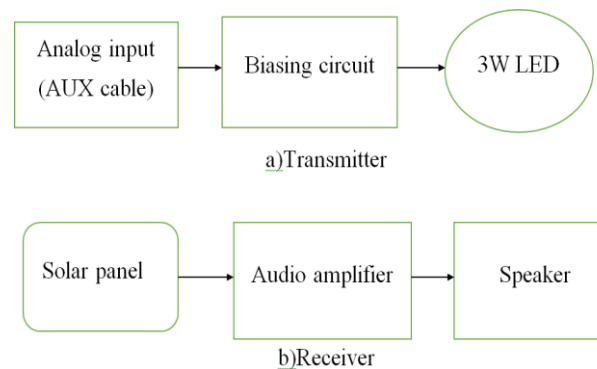 Analog input
(AUX cable)
Biasing circuit
3W LED
a)Transmitter
Solar panel
Audio amplifier
Speaker
b)Receiver